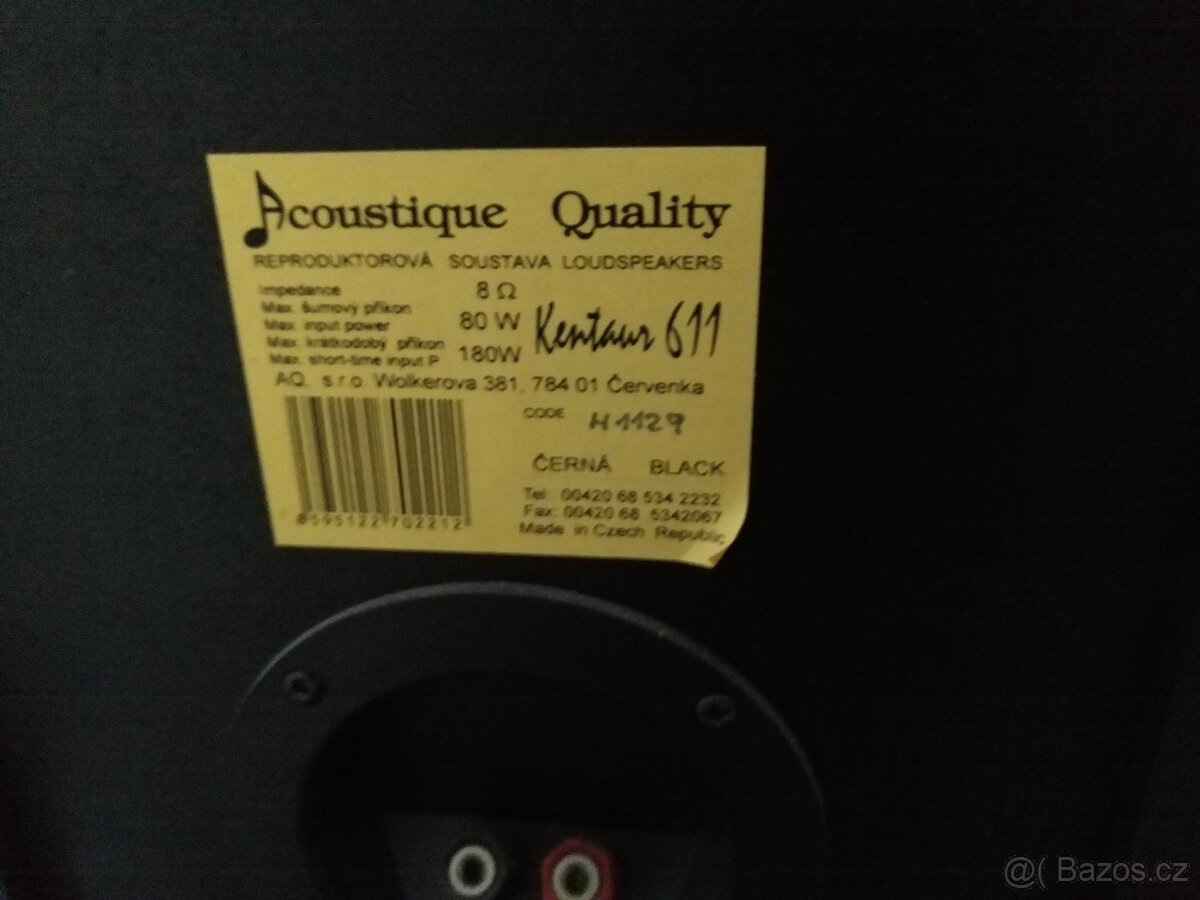 Acoustique Quality
REPRODUKTOROVÁ SOUSTAVA LOUDSPEAKERS
Impedance 8 Ω
Max. šumový příkon
Max. input power 80 W
Max. krátkodobý příkon
Max. short-time input P 180W
Kentaur 611
AQ, s.r.o. Wolkerova 381, 784 01 Červenka
CODE H1129
ČERNÁ BLACK
Tel: 00420 68 534 2232
Fax: 00420 68 5342067
Made in Czech Republic
8595122 702212
@( Bazos.cz